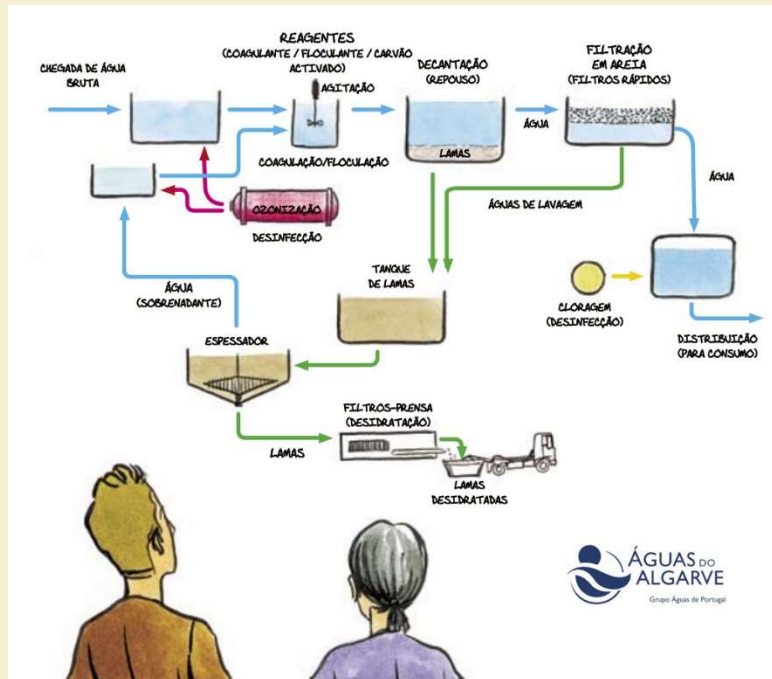 REAGENTES
(COAGULANTE / FLOCULANTE / CARVÃO
ACTIVADO)
AGITAÇÃO
CHEGADA DE ÁGUA
BRUTA
DECANTAÇÃO
(REPOUSO)
FILTRAÇÃO
EM AREIA
(FILTROS RÁPIDOS)
ÁGUA
LAMAS
COAGULAÇÃO/FLOCULAÇÃO
ÁGUA
OZONIZAÇÃO
DESINFECÇÃO
ÁGUAS DE LAVAGEM
TANQUE
DE LAMAS
CLORAGEM
(DESINFECÇÃO)
ÁGUA
(SOBRENADANTE)
DISTRIBUIÇÃO
(PARA CONSUMO)
ESPESSADOR
FILTROS-PRENSA
(DESIDRATAÇÃO)
LAMAS
LAMAS
DESIDRATADAS
ÁGUAS DO
ALGARVE
Grupo Águas de Portugal